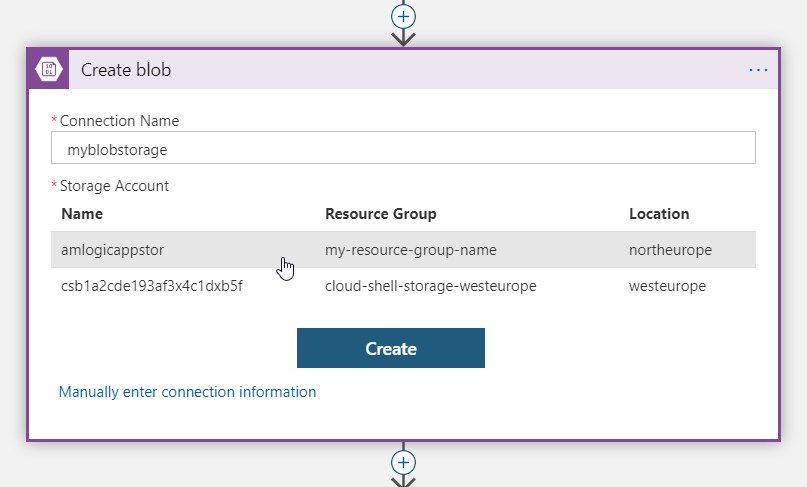 Create blob
* Connection Name
myblobstorage
* Storage Account
Name Resource Group Location
amlogicappstor my-resource-group-name northeurope
csb1a2cde193af3x4c1dxb5f cloud-shell-storage-westeurope westeurope
Create
Manually enter connection information